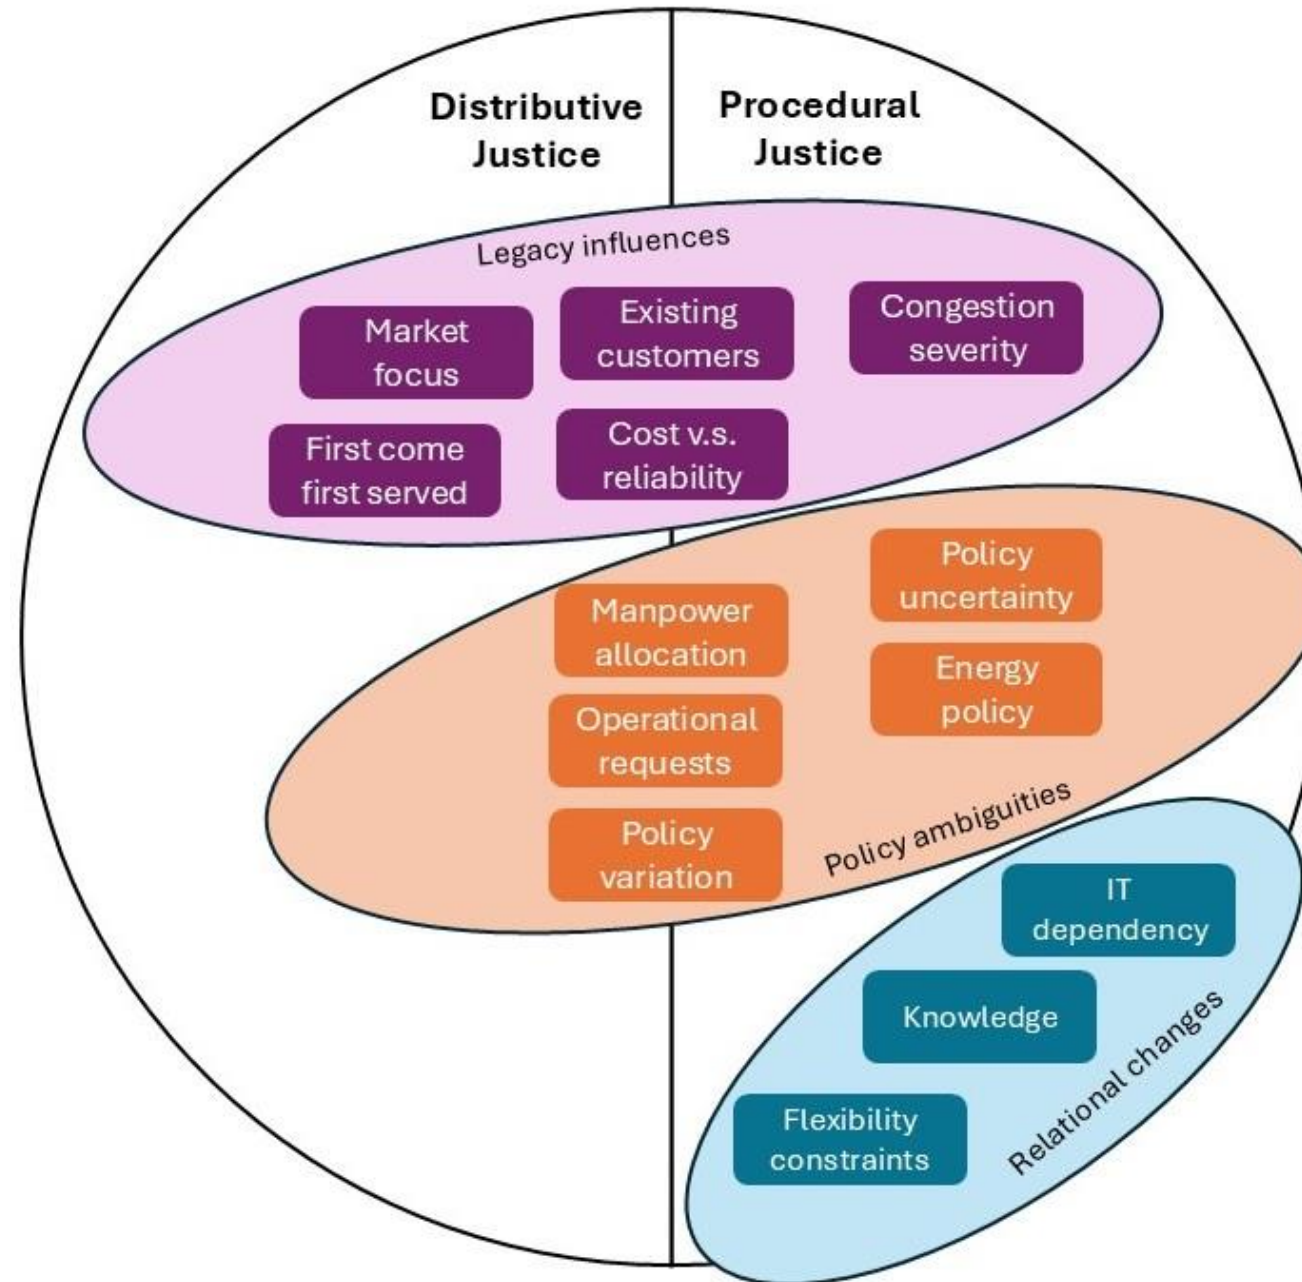 Distributive
Justice
Procedural
Justice
Legacy influences
Market
focus
Existing
customers
Congestion
severity
First come
first served
Cost v.s.
reliability
Policy
uncertainty
Manpower
allocation
Energy
policy
Operational
requests
Policy
variation
Policy ambiguities
IT
dependency
Knowledge
Flexibility
constraints
Relational changes